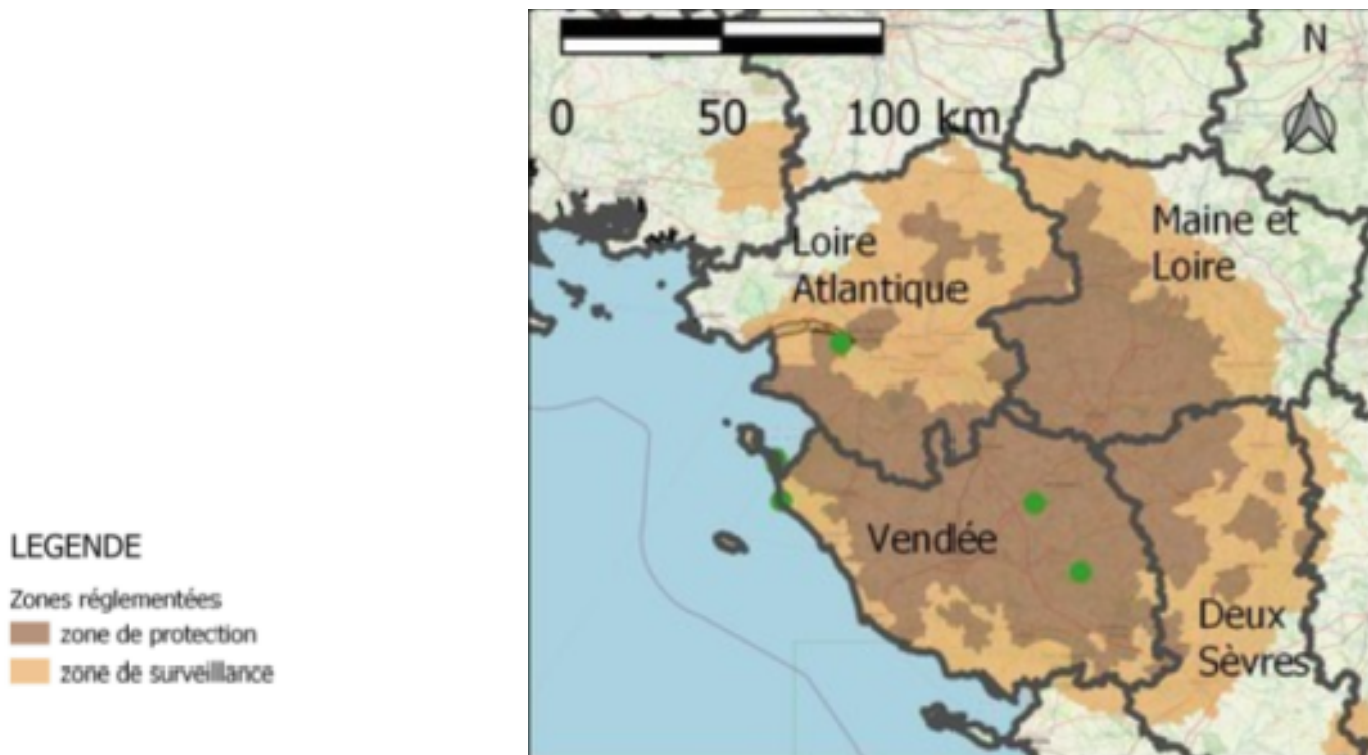 N
0 50 100 km
Maine et
Loire
Loire
Atlantique
Vendée
Deux
Sèvres
LEGENDE
Zones réglementées
zone de protection
zone de surveillance